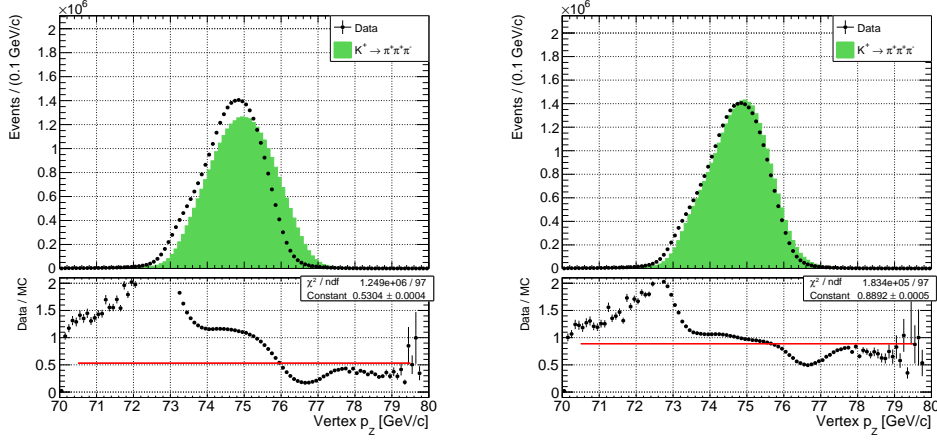 ×10⁶
2
1.8
1.6
1.4
1.2
1
0.8
0.6
0.4
0.2
0
Events / (0.1 GeV/c)
Data
K⁺ → π⁺π⁺π⁻
2
1.5
1
0.5
0
Data / MC
χ² / ndf 1.249e+06 / 97
Constant 0.5304 ± 0.0004
70 71 72 73 74 75 76 77 78 79 80
Vertex p_Z [GeV/c]
×10⁶
2
1.8
1.6
1.4
1.2
1
0.8
0.6
0.4
0.2
0
Events / (0.1 GeV/c)
Data
K⁺ → π⁺π⁺π⁻
2
1.5
1
0.5
0
Data / MC
χ² / ndf 1.834e+05 / 97
Constant 0.8892 ± 0.0005
70 71 72 73 74 75 76 77 78 79 80
Vertex p_Z [GeV/c]